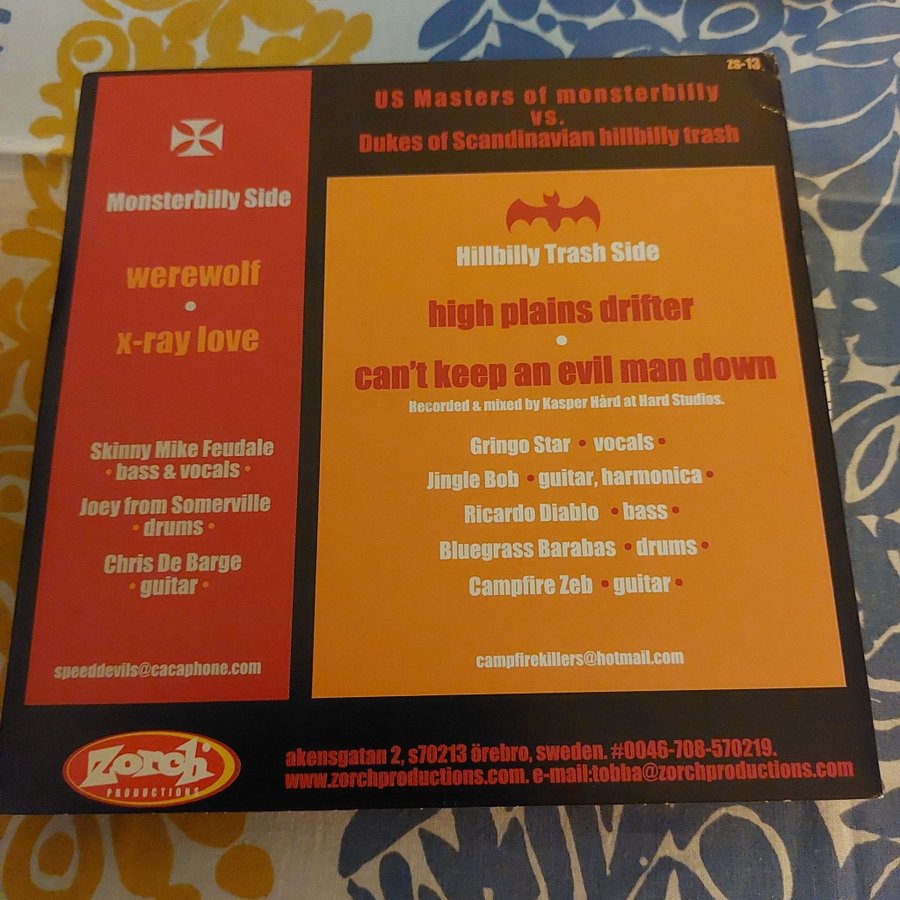 zs-13
US Masters of monsterbilly
vs.
Dukes of Scandinavian hillbilly trash
Monsterbilly Side
werewolf
•
x-ray love
Skinny Mike Feudale
• bass & vocals •
Joey from Somerville
• drums •
Chris De Barge
• guitar •
speeddevils@cacaphone.com
Hillbilly Trash Side
high plains drifter
•
can't keep an evil man down
Recorded & mixed by Kasper Hård at Hard Studios.
Gringo Star • vocals •
Jingle Bob • guitar, harmonica •
Ricardo Diablo • bass •
Bluegrass Barabas • drums •
Campfire Zeb • guitar •
campfirekillers@hotmail.com
Zorch
PRODUCTIONS
akensgatan 2, s70213 örebro, sweden. #0046-708-570219.
www.zorchproductions.com. e-mail:tobba@zorchproductions.com